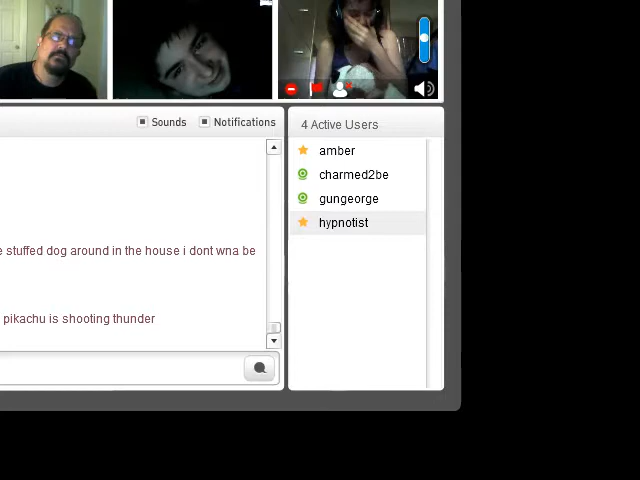 Sounds
Notifications
4 Active Users
amber
charmed2be
gungeorge
hypnotist
stuffed dog around in the house i dont wna be
pikachu is shooting thunder